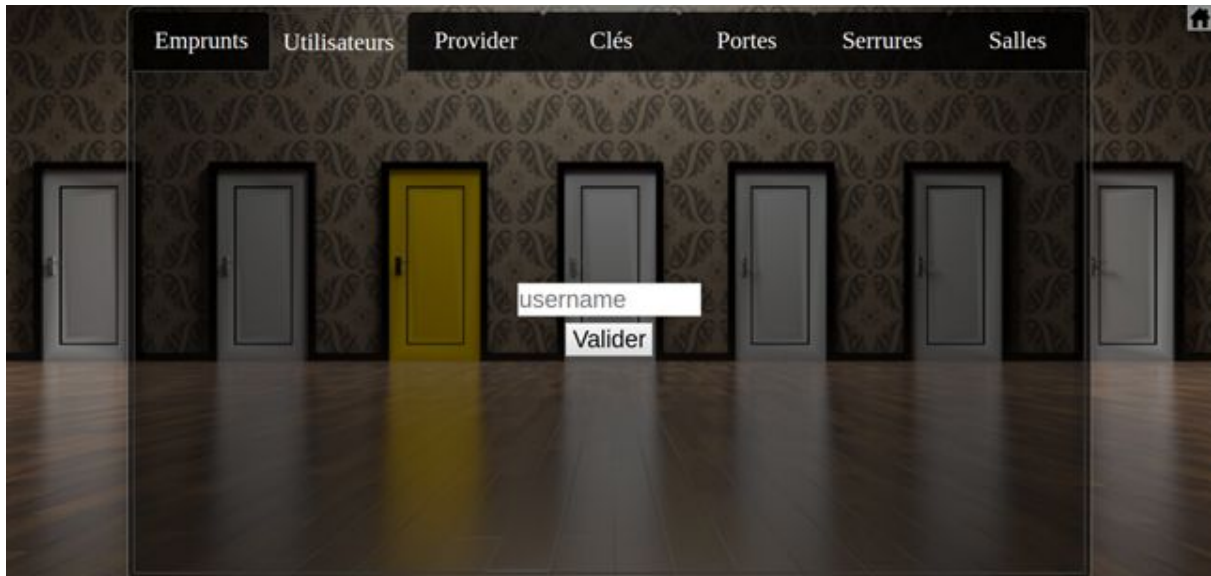 Emprunts Utilisateurs Provider Clés Portes Serrures Salles
username
Valider